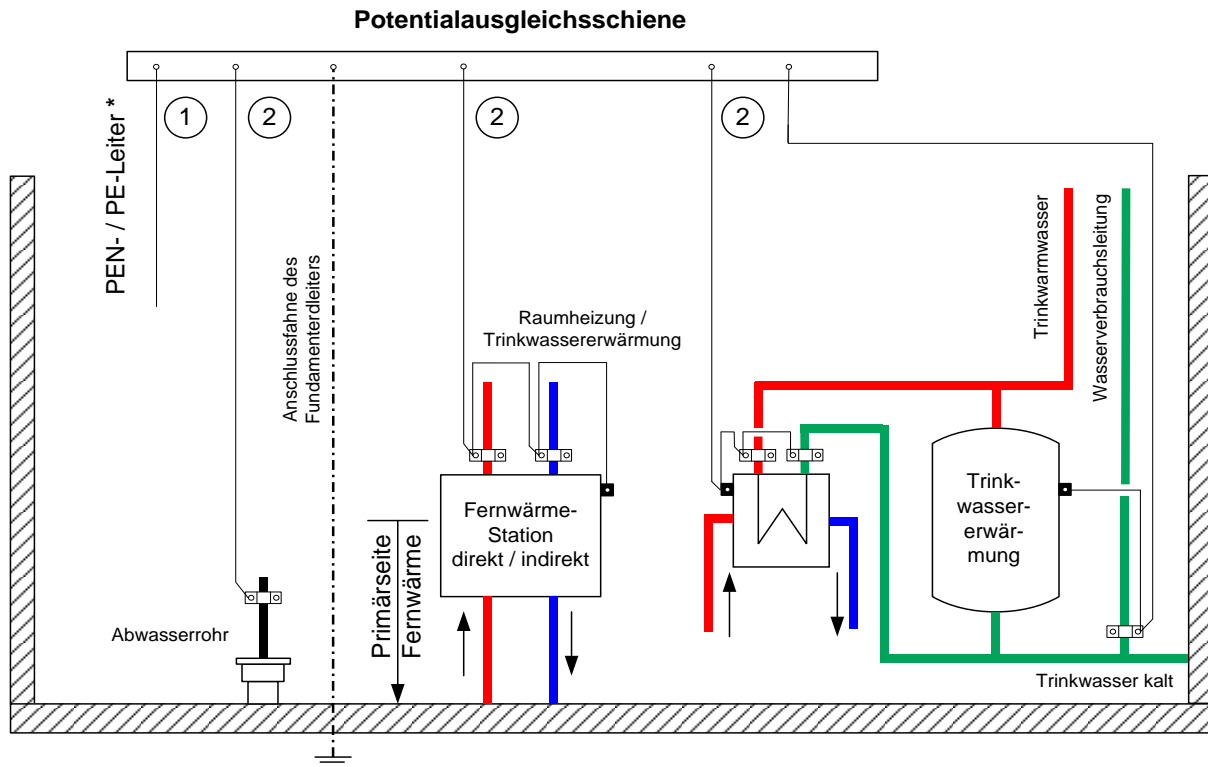 Potentialausgleichsschiene
PEN- / PE-Leiter *
1
2
2
2
Anschlussfahne des
Fundamenterdleiters
Raumheizung /
Trinkwassererwärmung
Trinkwarmwasser
Wasserverbrauchsleitung
Fernwärme-
Station
direkt / indirekt
Trink-
wasser-
erwär-
mung
Primärseite
Fernwärme
Abwasserrohr
Trinkwasser kalt